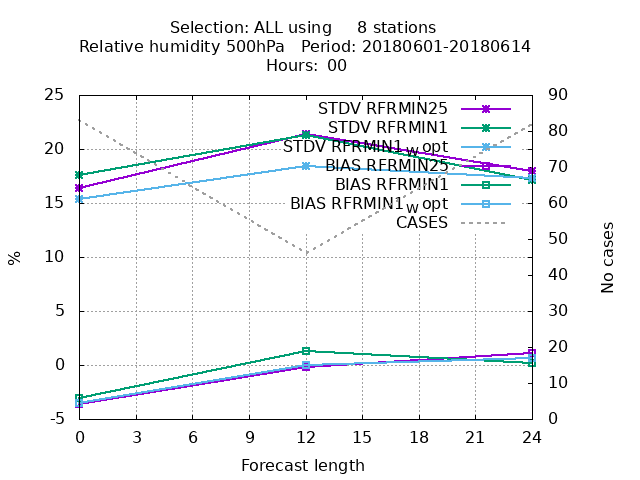 Selection: ALL using 8 stations
Relative humidity 500hPa Period: 20180601-20180614
Hours: 00
25
20
15
10
5
0
-5
%
90
80
70
60
50
40
30
20
10
0
No cases
STDV RFRMIN25
STDV RFRMIN1
STDV RFRMIN1_W opt
BIAS RFRMIN25
BIAS RFRMIN1
BIAS RFRMIN1_W opt
CASES
0 3 6 9 12 15 18 21 24
Forecast length